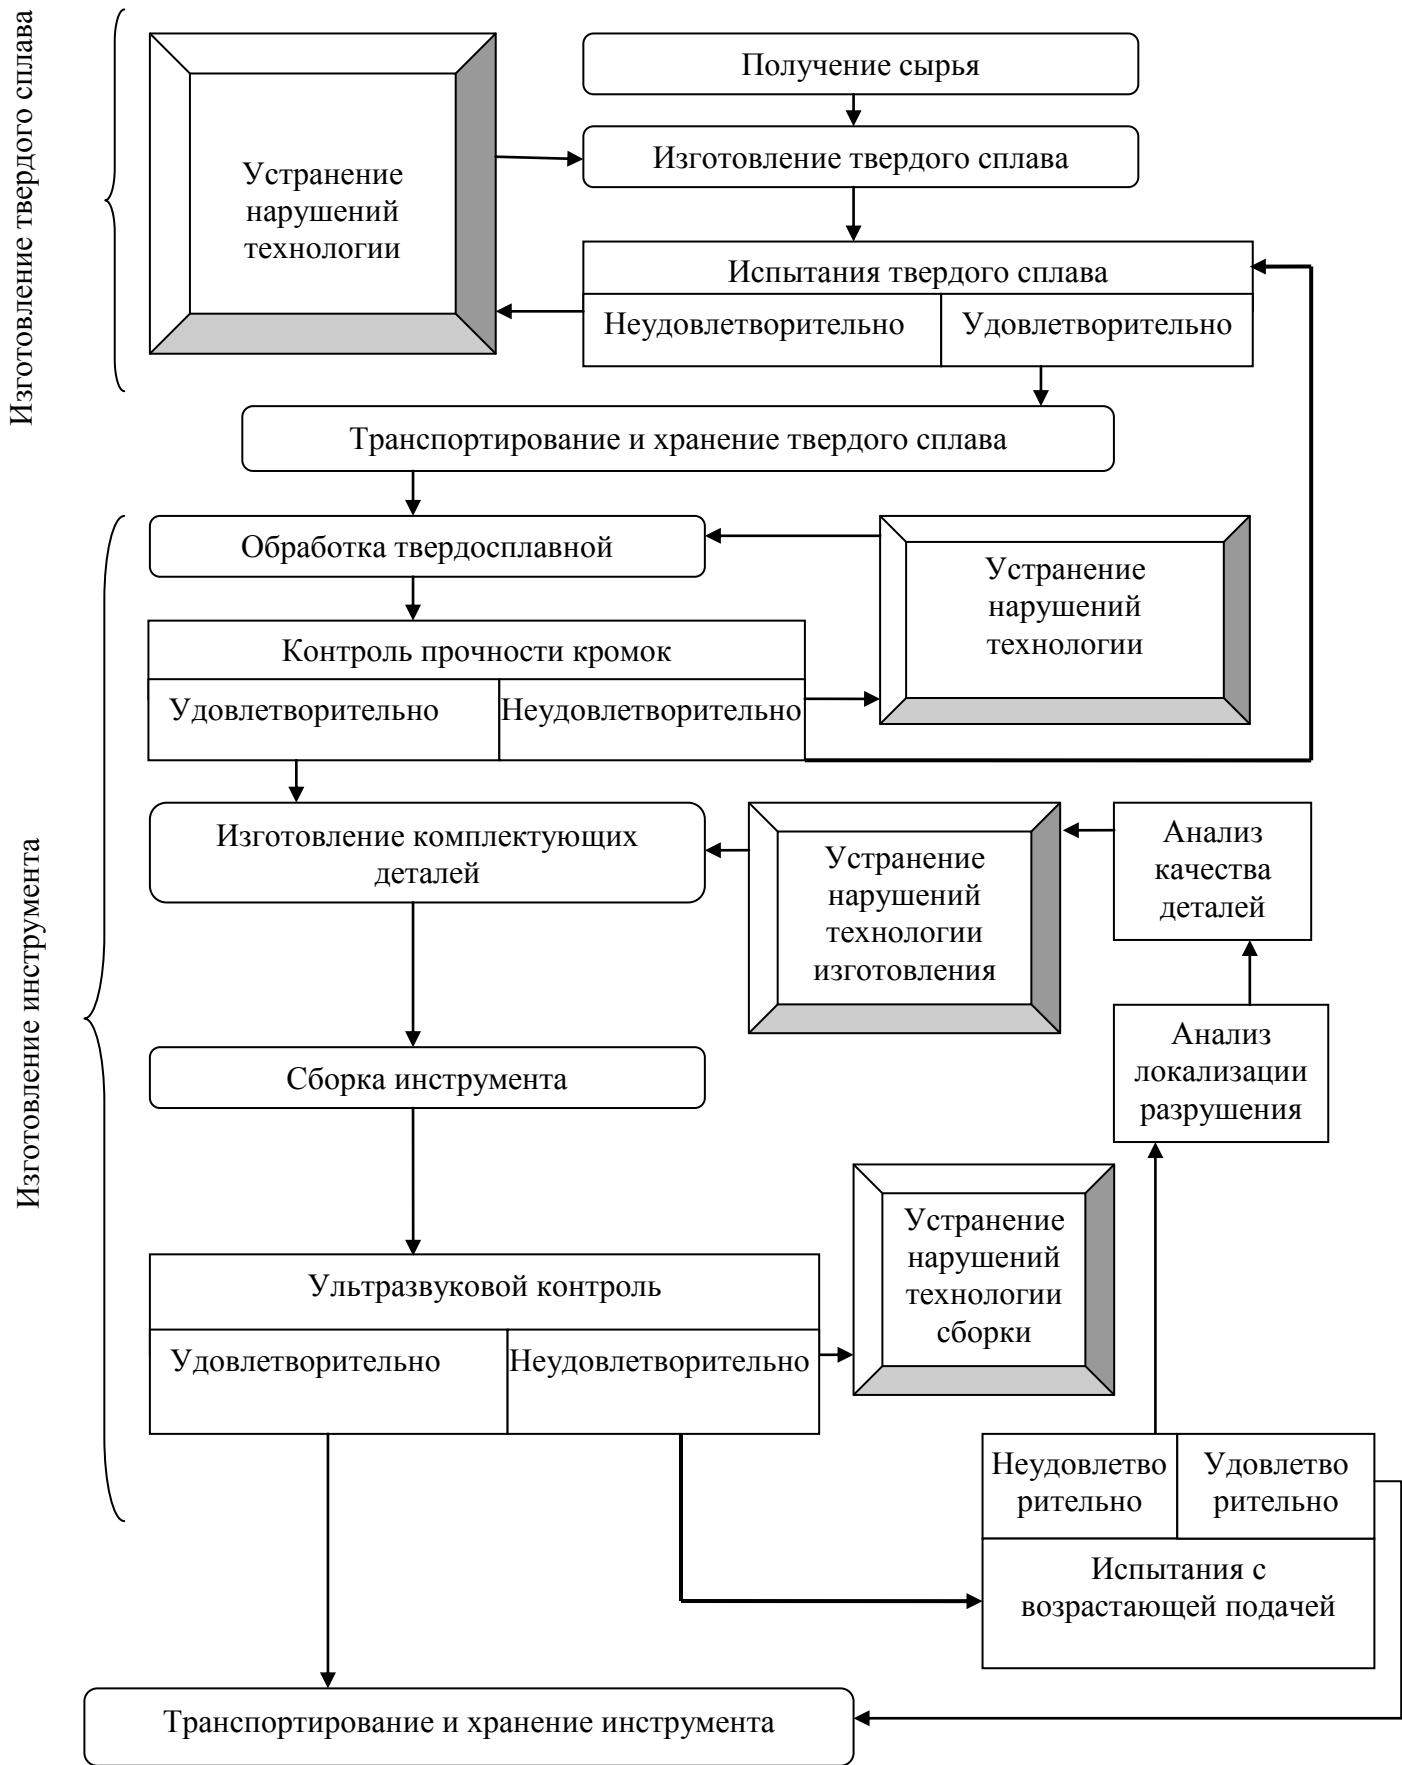 Изготовление твердого сплава
Получение сырья
Изготовление твердого сплава
Устранение
нарушений
технологии
Испытания твердого сплава
Неудовлетворительно
Удовлетворительно
Транспортирование и хранение твердого сплава
Изготовление инструмента
Обработка твердосплавной
Устранение
нарушений
технологии
Контроль прочности кромок
Удовлетворительно
Неудовлетворительно
Изготовление комплектующих
деталей
Устранение
нарушений
технологии
изготовления
Анализ
качества
деталей
Анализ
локализации
разрушения
Сборка инструмента
Устранение
нарушений
технологии
сборки
Ультразвуковой контроль
Удовлетворительно
Неудовлетворительно
Неудовлетво
рительно
Удовлетво
рительно
Испытания с
возрастающей подачей
Транспортирование и хранение инструмента